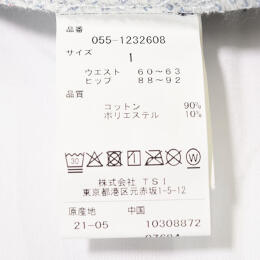 品番
055-1232608
サイズ
1
ウエスト 60~63
ヒップ 88~92
品質
コットン 90%
ポリエステル 10%
30
P
W
株式会社 TSI
東京都港区元赤坂1-5-12
原産地 中国
21-05 10308872